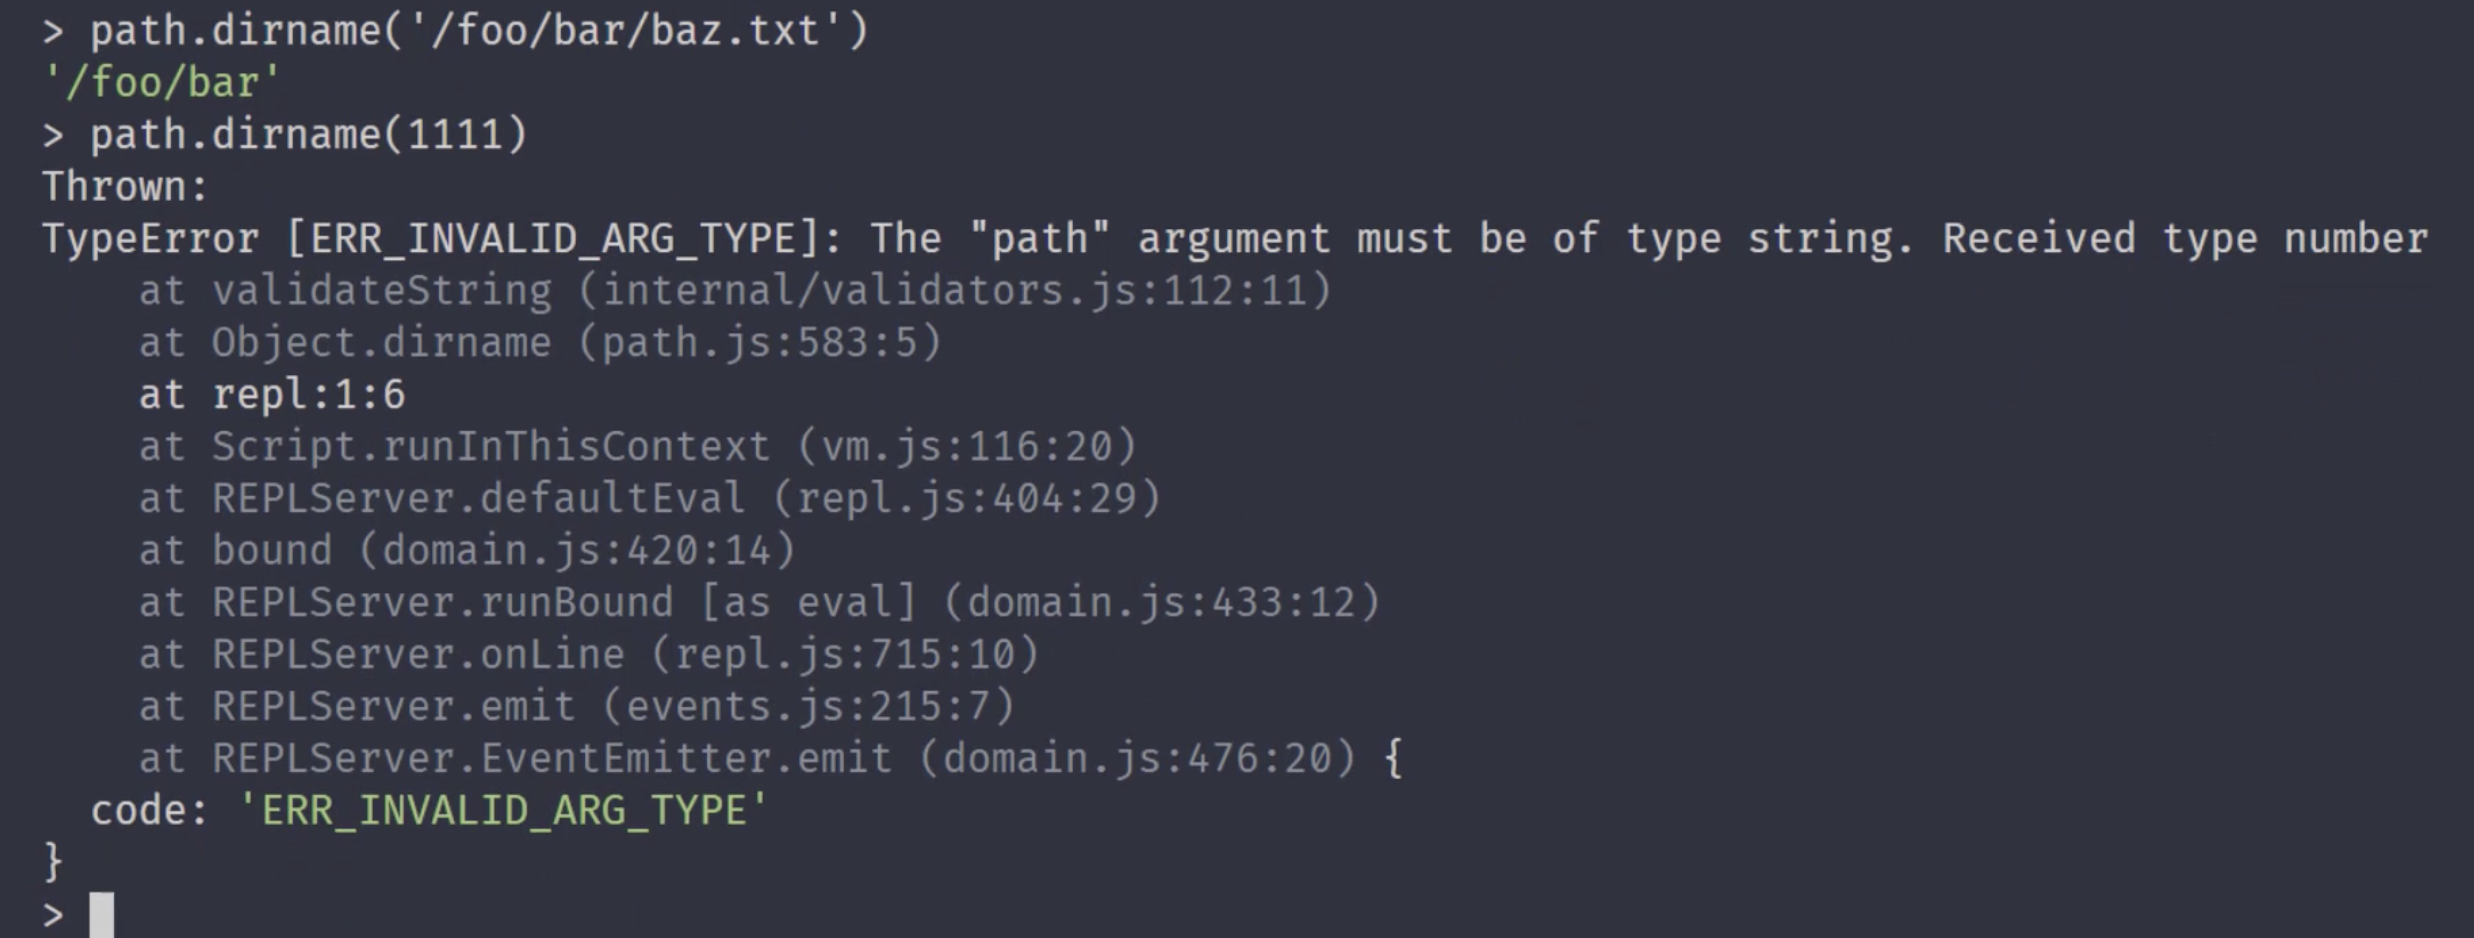 > path.dirname('/foo/bar/baz.txt')
'/foo/bar'
> path.dirname(1111)
Thrown:
TypeError [ERR_INVALID_ARG_TYPE]: The "path" argument must be of type string. Received type number
    at validateString (internal/validators.js:112:11)
    at Object.dirname (path.js:583:5)
    at repl:1:6
    at Script.runInThisContext (vm.js:116:20)
    at REPLServer.defaultEval (repl.js:404:29)
    at bound (domain.js:420:14)
    at REPLServer.runBound [as eval] (domain.js:433:12)
    at REPLServer.onLine (repl.js:715:10)
    at REPLServer.emit (events.js:215:7)
    at REPLServer.EventEmitter.emit (domain.js:476:20) {
  code: 'ERR_INVALID_ARG_TYPE'
}
>